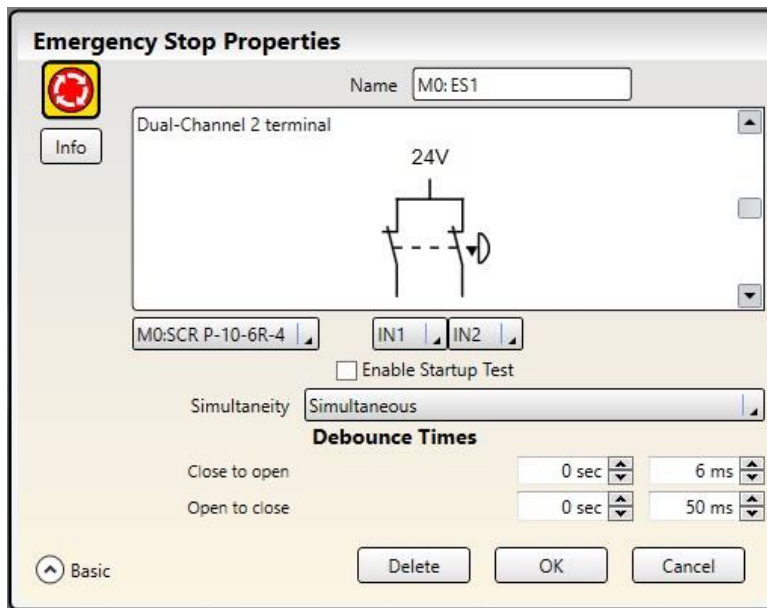 Emergency Stop Properties
Name M0: ES1
Info
Dual-Channel 2 terminal
24V
M0:SCR P-10-6R-4 IN1 IN2
Enable Startup Test
Simultaneity Simultaneous
Debounce Times
Close to open 0 sec 6 ms
Open to close 0 sec 50 ms
Basic Delete OK Cancel